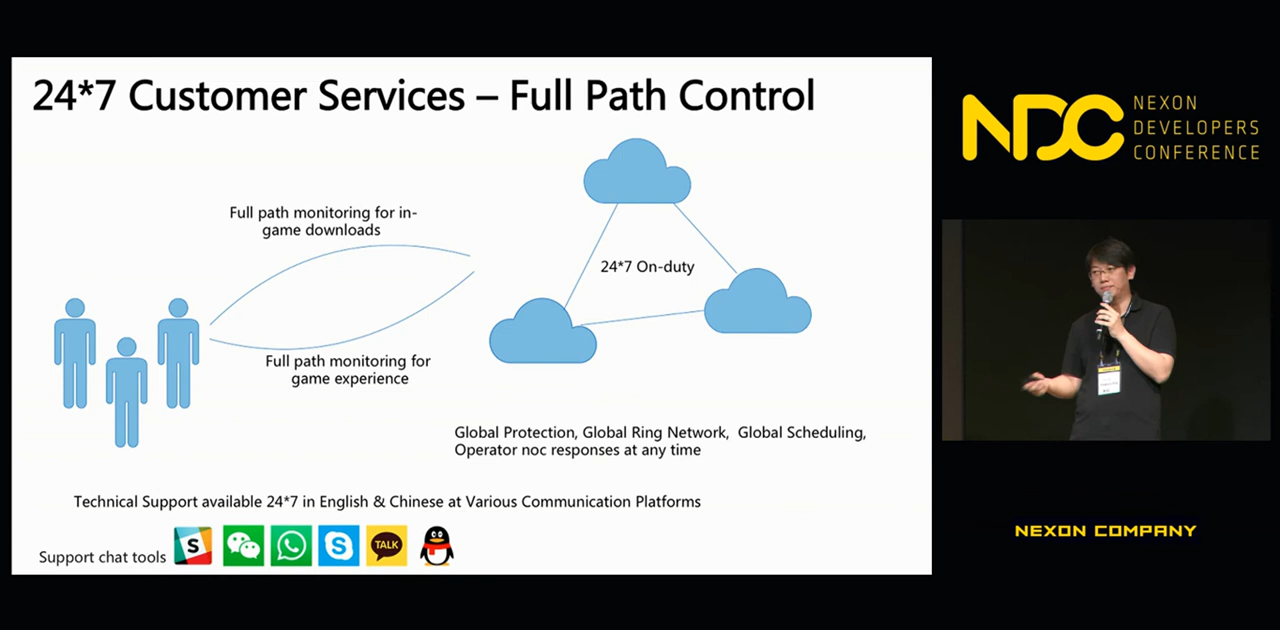 24*7 Customer Services – Full Path Control
Full path monitoring for in-
game downloads
24*7 On-duty
Full path monitoring for
game experience
Global Protection, Global Ring Network,  Global Scheduling,
Operator noc responses at any time
Technical Support available 24*7 in English & Chinese at Various Communication Platforms
Support chat tools
S
S
TALK
NDC
NEXON
DEVELOPERS
CONFERENCE
NEXON COMPANY